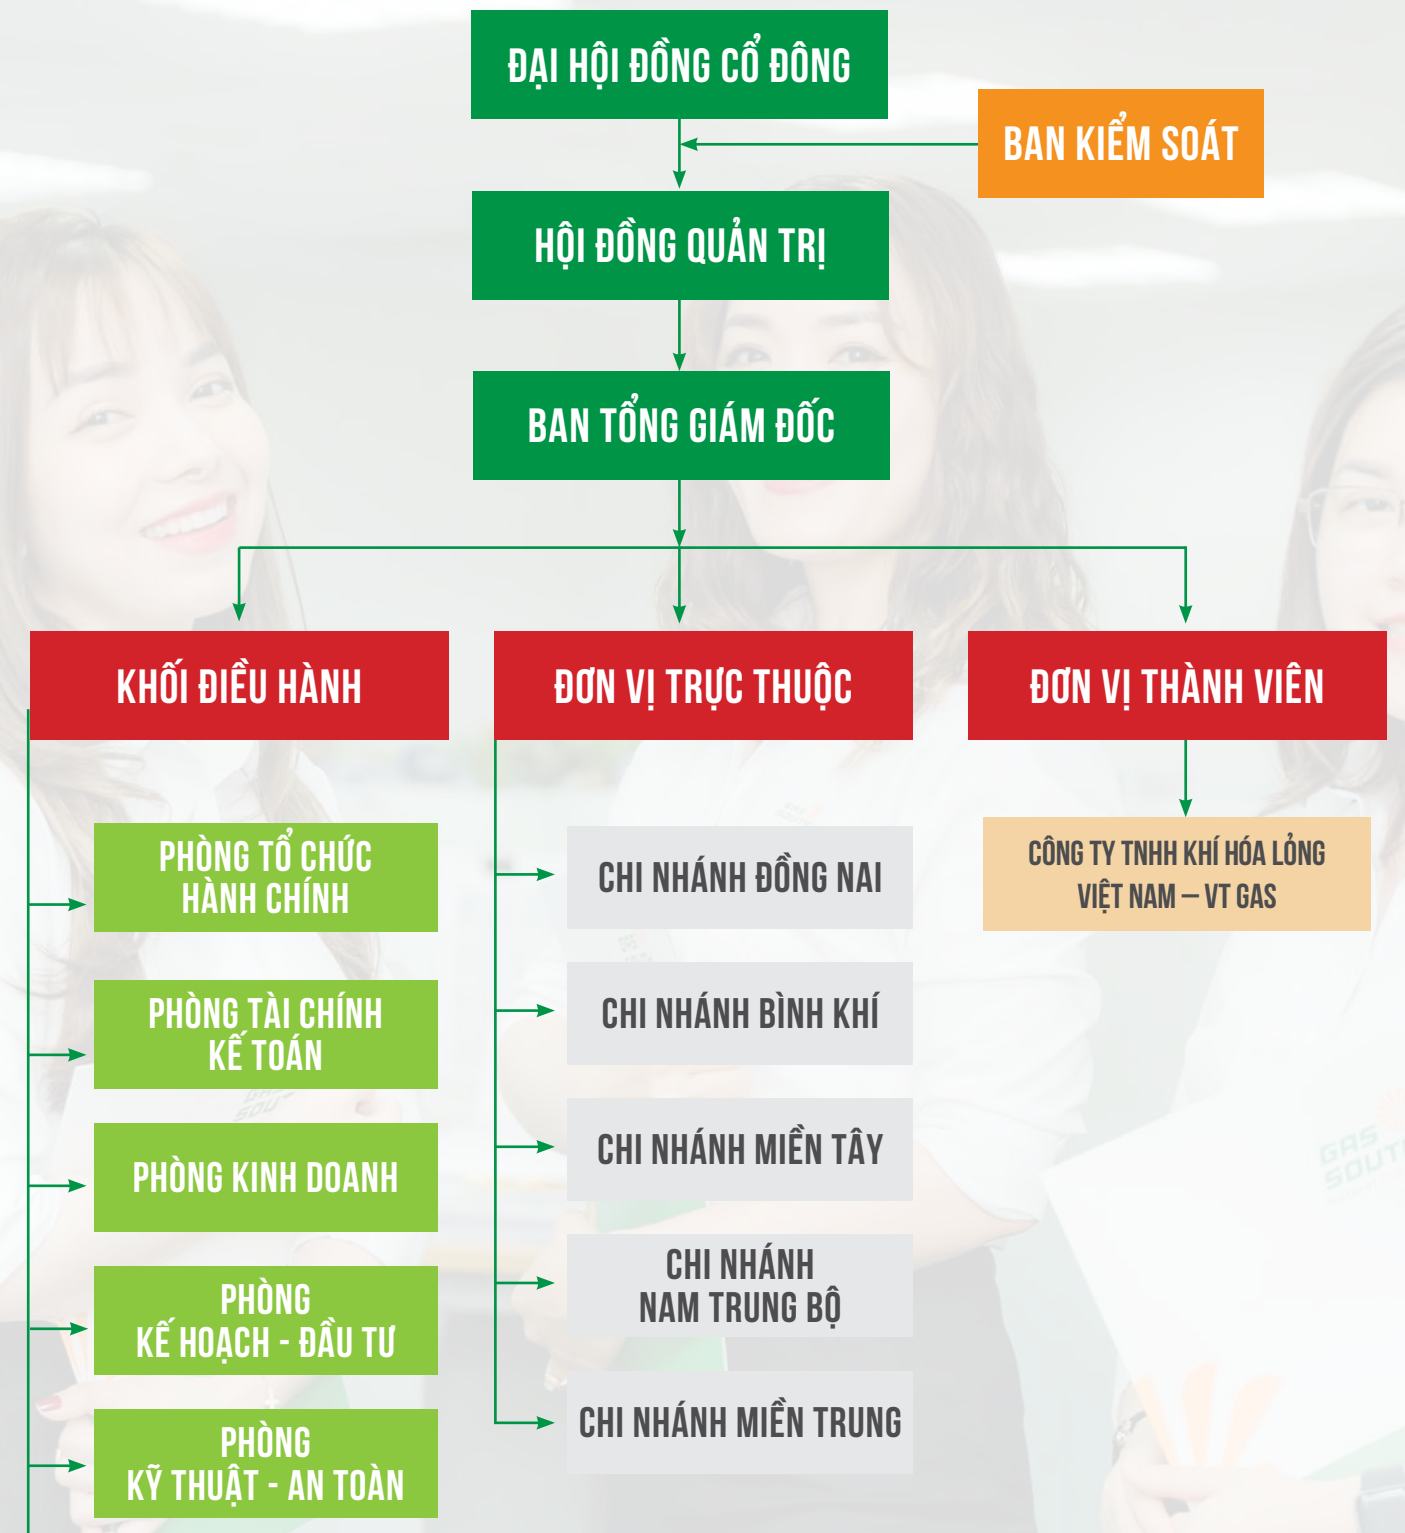 ĐẠI HỘI ĐỒNG CỔ ĐÔNG
BAN KIỂM SOÁT
HỘI ĐỒNG QUẢN TRỊ
BAN TỔNG GIÁM ĐỐC
KHỐI ĐIỀU HÀNH
ĐƠN VỊ TRỰC THUỘC
ĐƠN VỊ THÀNH VIÊN
PHÒNG TỔ CHỨC
HÀNH CHÍNH
PHÒNG TÀI CHÍNH
KẾ TOÁN
PHÒNG KINH DOANH
PHÒNG
KẾ HOẠCH - ĐẦU TƯ
PHÒNG
KỸ THUẬT - AN TOÀN
CHI NHÁNH ĐỒNG NAI
CHI NHÁNH BÌNH KHÍ
CHI NHÁNH MIỀN TÂY
CHI NHÁNH
NAM TRUNG BỘ
CHI NHÁNH MIỀN TRUNG
CÔNG TY TNHH KHÍ HÓA LỎNG
VIỆT NAM – VT GAS
GAS